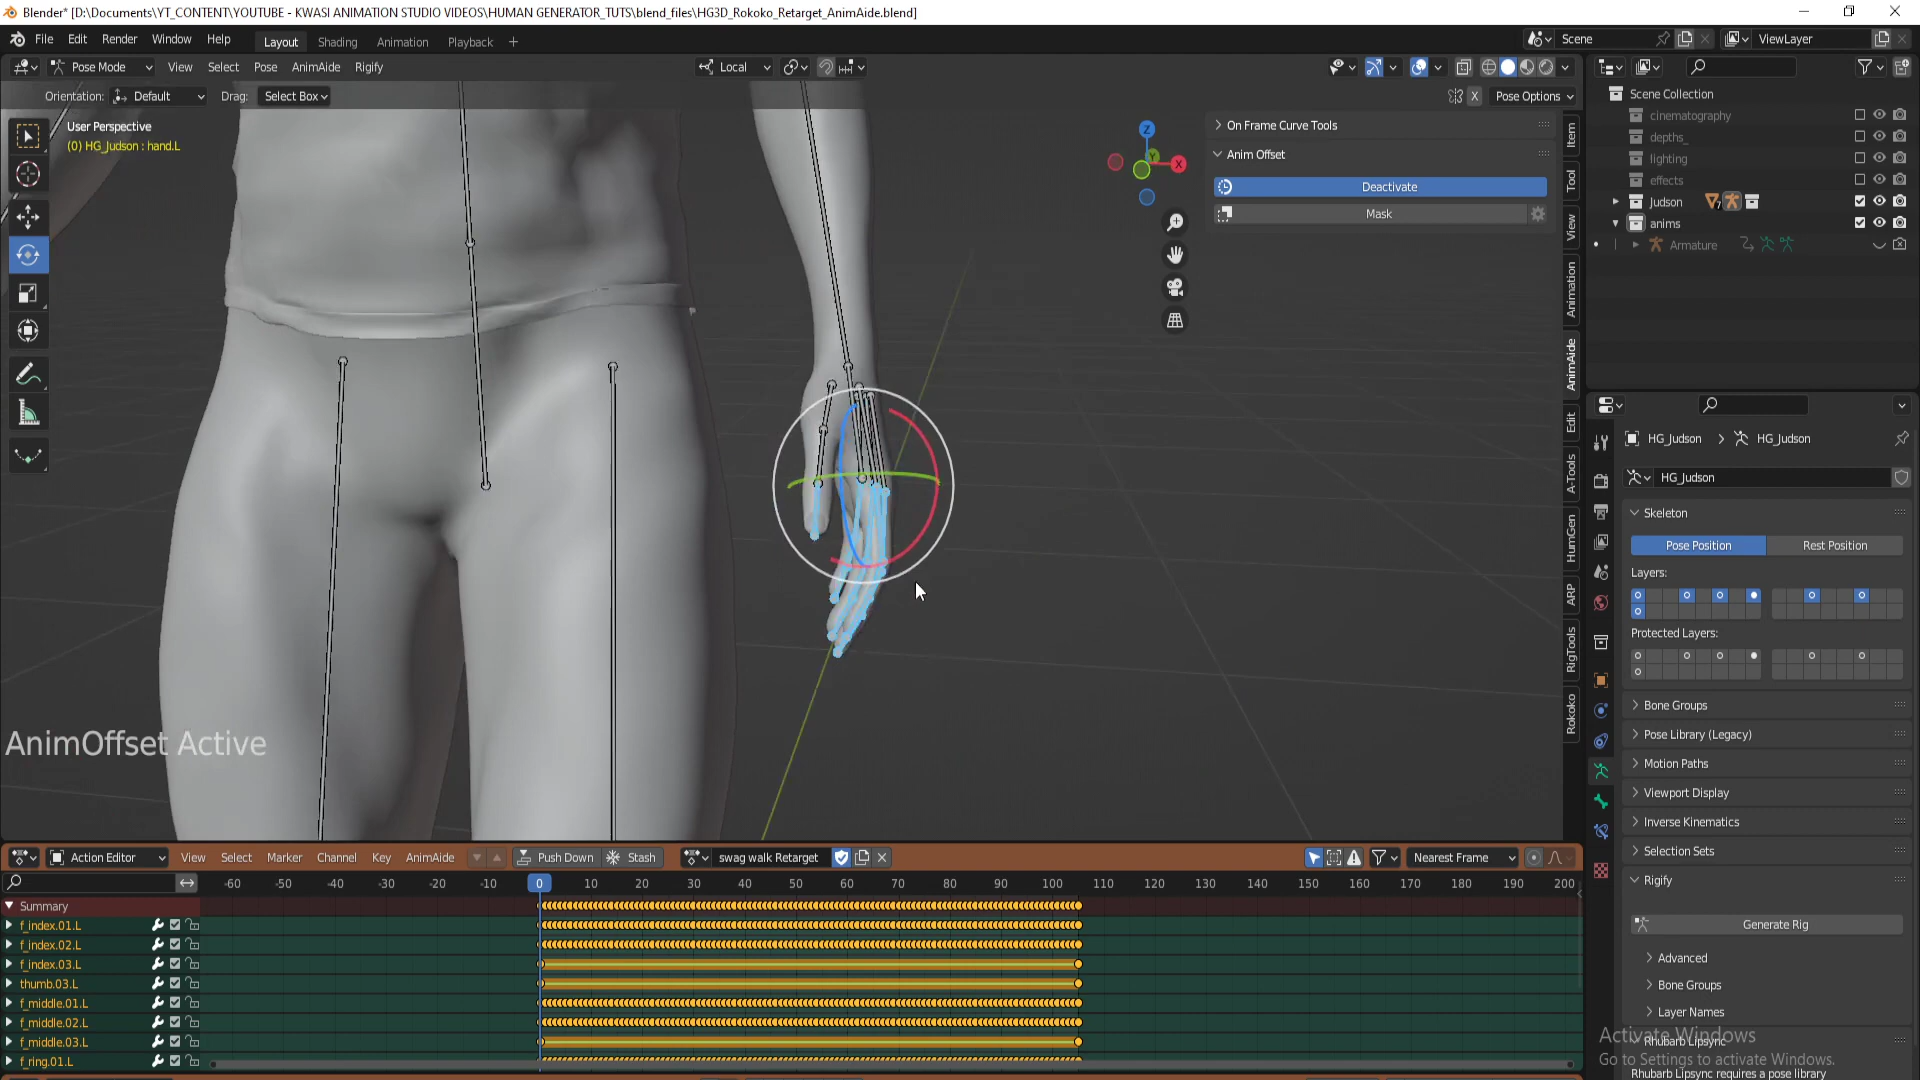 Blender* [D:\Documents\YT_CONTENT\YOUTUBE - KWASI ANIMATION STUDIO VIDEOS\HUMAN GENERATOR_TUTS\blend_files\HG3D_Rokoko_Retarget_AnimAide.blend]
File Edit Render Window Help Layout Shading Animation Playback + Scene ViewLayer
Pose Mode View Select Pose AnimAide Rigify Local
Orientation: Default Drag: Select Box X Pose Options
User Perspective
(0) HG_Judson : hand.L
On Frame Curve Tools
Anim Offset
Deactivate
Mask
Z
Y
X
Item
Tool
View
Animation
AnimAide
Edit
A-Tools
HumGen
ARP
RigTools
Rokoko
AnimOffset Active
Scene Collection
cinematography
depths_
lighting
effects
Judson
7
anims
Armature
HG_Judson > HG_Judson
HG_Judson
Skeleton
Pose Position Rest Position
Layers:
Protected Layers:
Bone Groups
Pose Library (Legacy)
Motion Paths
Viewport Display
Inverse Kinematics
Selection Sets
Rigify
Generate Rig
Advanced
Bone Groups
Layer Names
Rhubarb Lipsync
Rhubarb Lipsync requires a pose library
Activate Windows
Go to Settings to activate Windows.
Action Editor View Select Marker Channel Key AnimAide Push Down Stash swag walk Retarget Nearest Frame
-60 -50 -40 -30 -20 -10 0 10 20 30 40 50 60 70 80 90 100 110 120 130 140 150 160 170 180 190 200
Summary
f_index.01.L
f_index.02.L
f_index.03.L
thumb.03.L
f_middle.01.L
f_middle.02.L
f_middle.03.L
f_ring.01.L